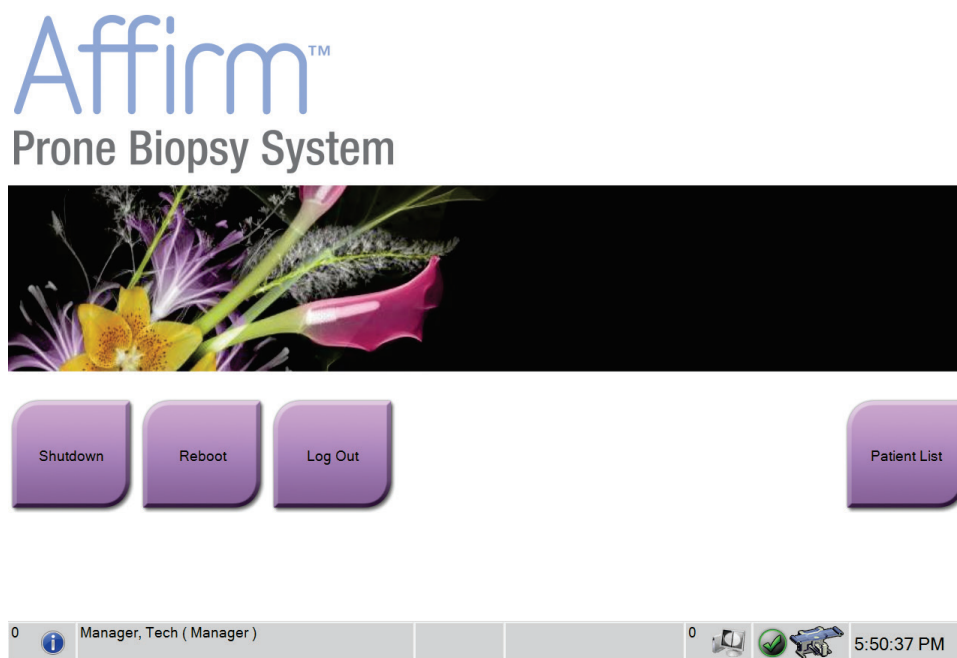 Affirm™
Prone Biopsy System
Shutdown
Reboot
Log Out
Patient List
0
i
Manager, Tech ( Manager )
0
5:50:37 PM